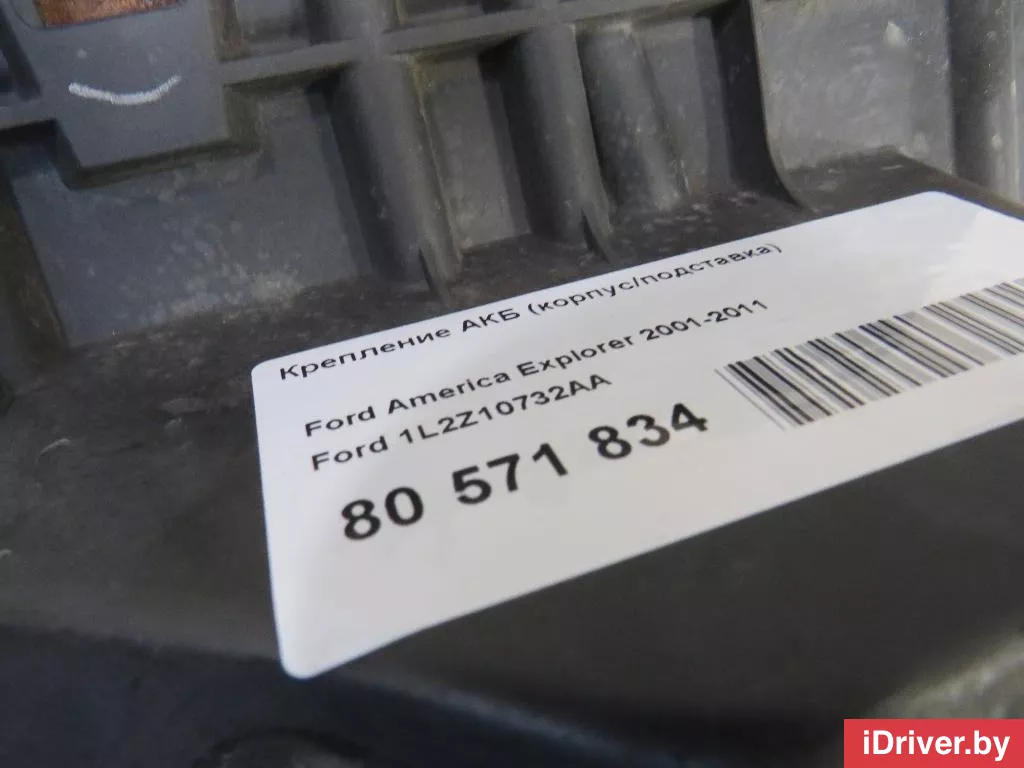 Крепление АКБ (корпус/подставка)
Ford America Explorer 2001-2011
Ford 1L2Z10732AA
80 571 834
iDriver.by